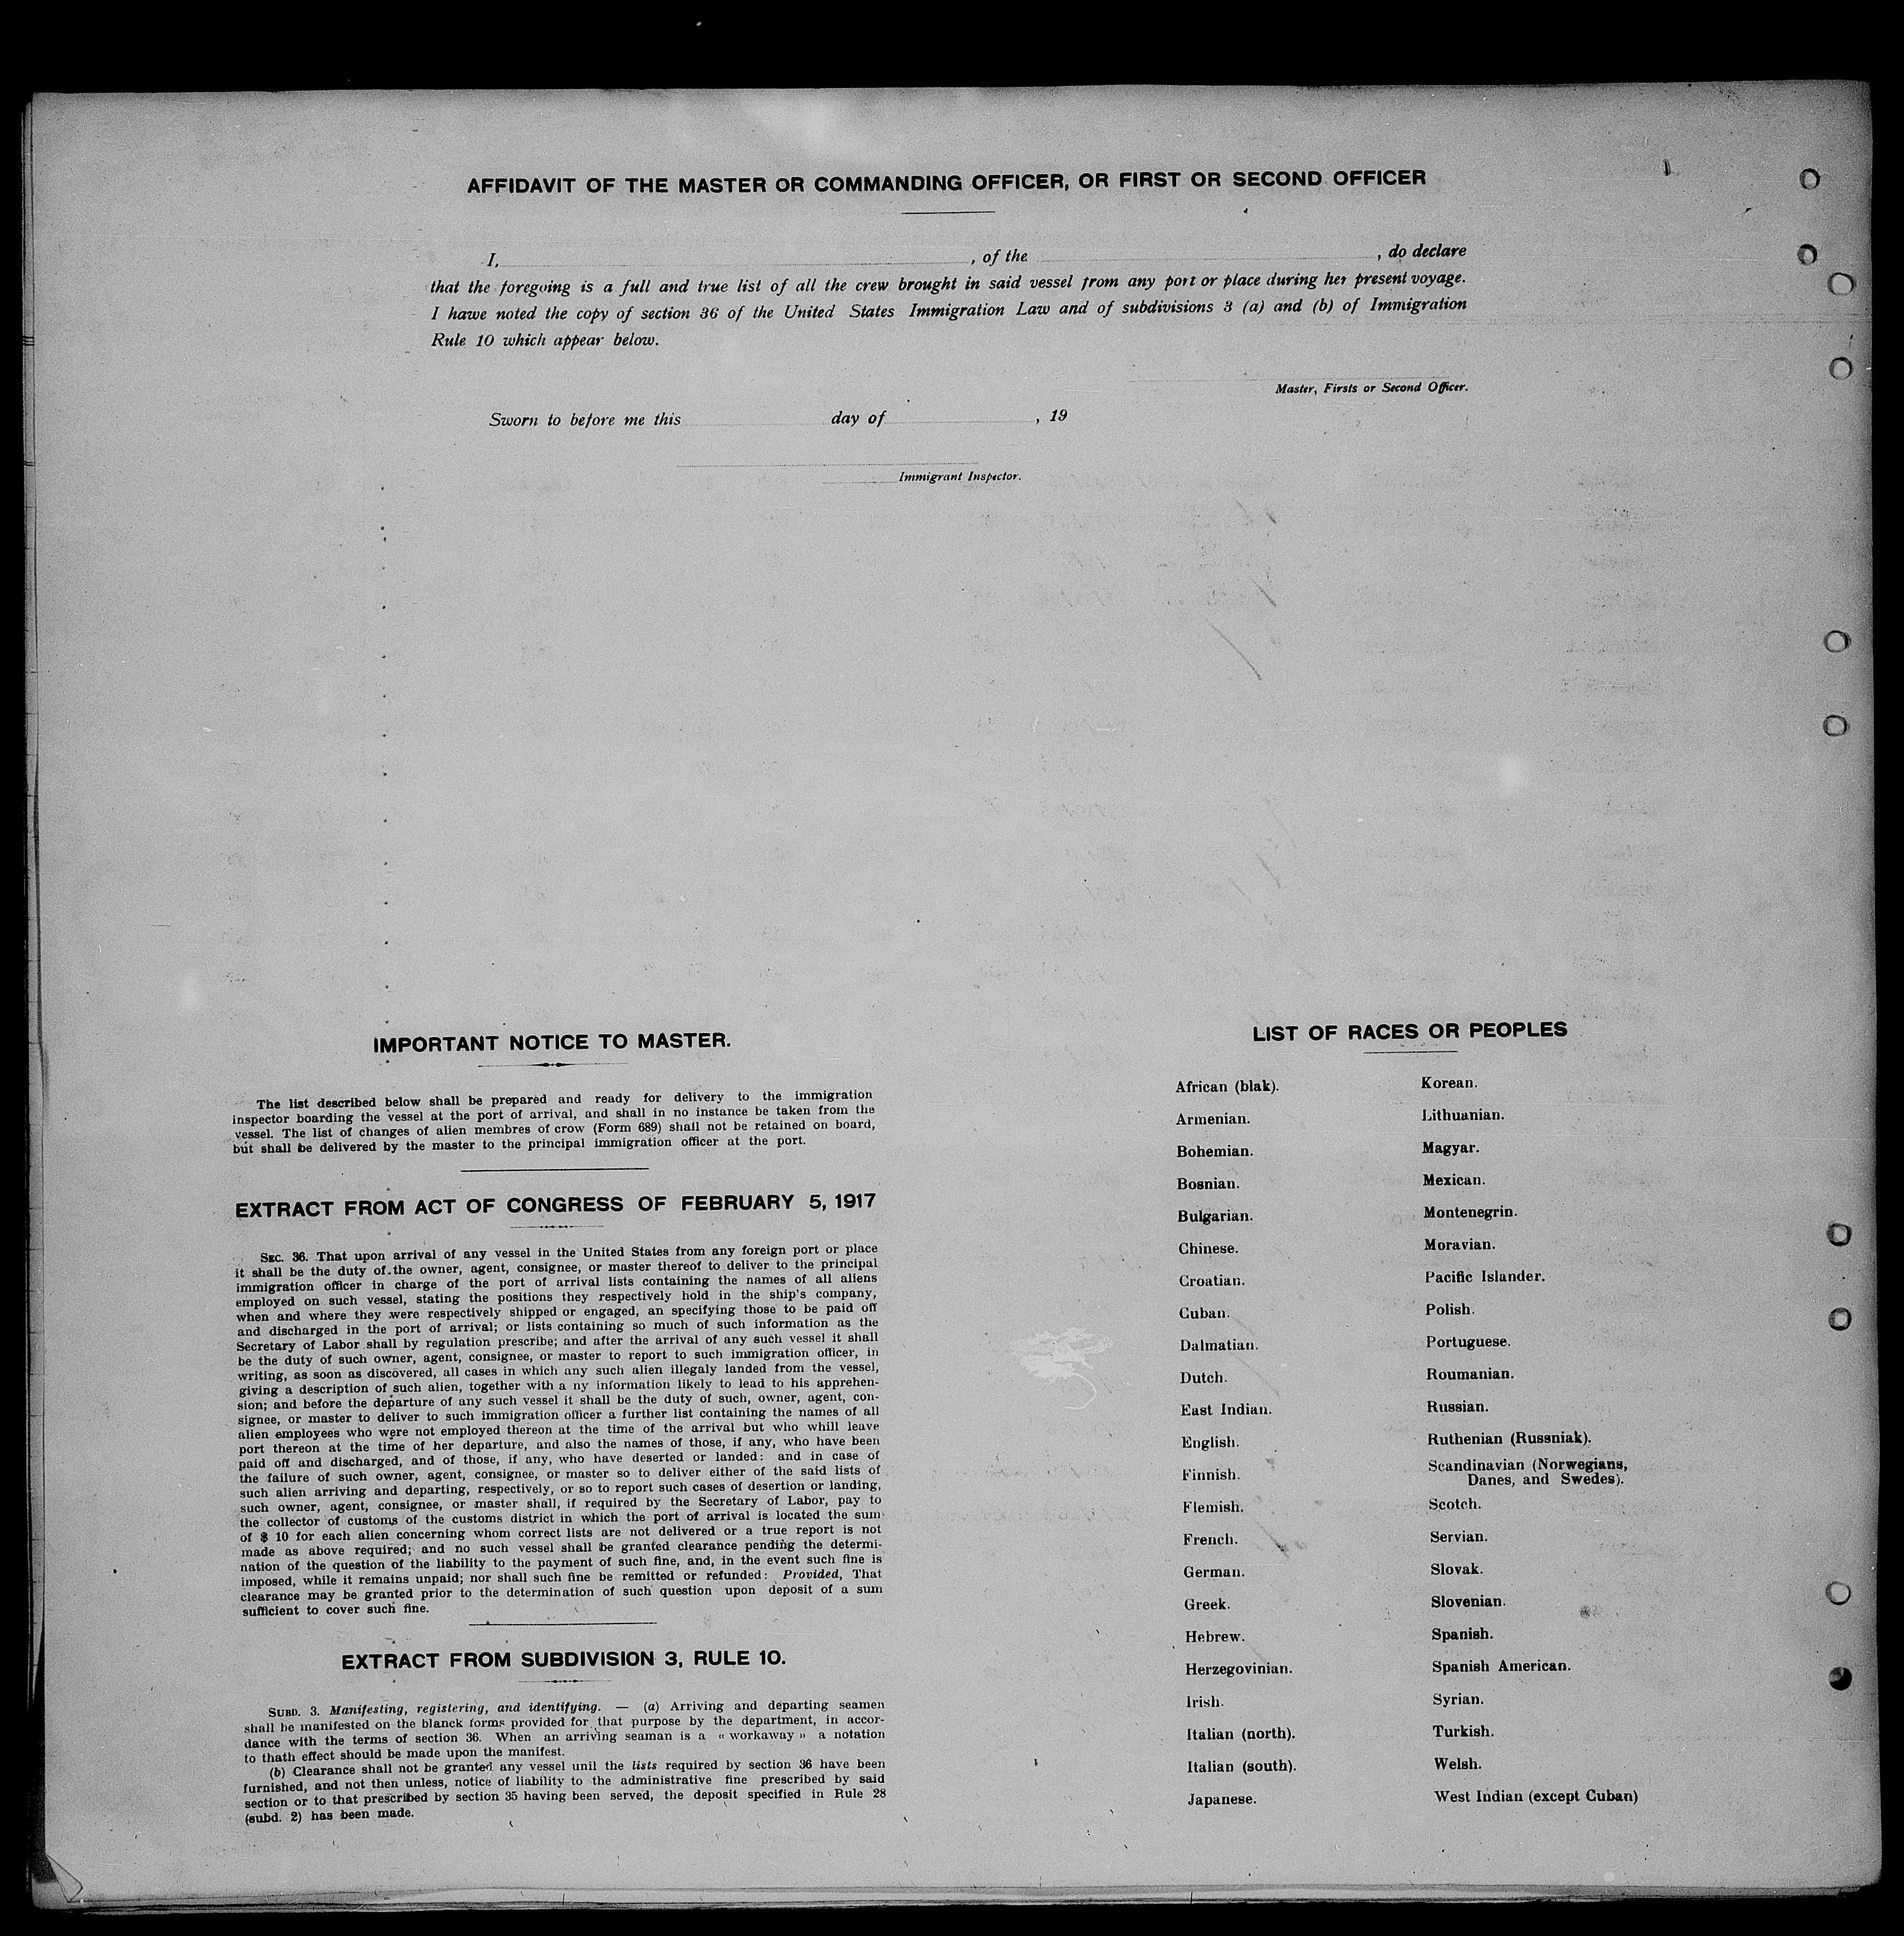 AFFIDAVIT OF THE MASTER OR COMMANDING OFFICER, OR FIRST OR SECOND OFFICER
I, , of the , do declare
that the foregoing is a full and true list of all the crew brought in said vessel from any port or place during her present voyage.
I hawe noted the copy of section 36 of the United States Immigration Law and of subdivisions 3 (a) and (b) of Immigration
Rule 10 which appear below.
Master, Firsts or Second Officer.
Sworn to before me this day of , 19
Immigrant Inspector.
IMPORTANT NOTICE TO MASTER.
The list described below shall be prepared and ready for delivery to the immigration
inspector boarding the vessel at the port of arrival, and shall in no instance be taken from the
vessel. The list of changes of alien membres of crow (Form 689) shall not be retained on board,
but shall be delivered by the master to the principal immigration officer at the port.
EXTRACT FROM ACT OF CONGRESS OF FEBRUARY 5, 1917
SEC. 36. That upon arrival of any vessel in the United States from any foreign port or place
it shall be the duty of the owner, agent, consignee, or master thereof to deliver to the principal
immigration officer in charge of the port of arrival lists containing the names of all aliens
employed on such vessel, stating the positions they respectively hold in the ship's company,
when and where they were respectively shipped or engaged, an specifying those to be paid off
and discharged in the port of arrival; or lists containing so much of such information as the
Secretary of Labor shall by regulation prescribe; and after the arrival of any such vessel it shall
be the duty of such owner, agent, consignee, or master to report to such immigration officer, in
writing, as soon as discovered, all cases in which any such alien illegaly landed from the vessel,
giving a description of such alien, together with a ny information likely to lead to his apprehen-
sion; and before the departure of any such vessel it shall be the duty of such, owner, agent, con-
signee, or master to deliver to such immigration officer a further list containing the names of all
alien employees who were not employed thereon at the time of the arrival but who whill leave
port thereon at the time of her departure, and also the names of those, if any, who have been
paid off and discharged, and of those, if any, who have deserted or landed: and in case of
the failure of such owner, agent, consignee, or master so to deliver either of the said lists of
such alien arriving and departing, respectively, or so to report such cases of desertion or landing,
such owner, agent, consignee, or master shall, if required by the Secretary of Labor, pay to
the collector of customs of the customs district in which the port of arrival is located the sum
of $ 10 for each alien concerning whom correct lists are not delivered or a true report is not
made as above required; and no such vessel shall be granted clearance pending the determi-
nation of the question of the liability to the payment of such fine, and, in the event such fine is
imposed, while it remains unpaid; nor shall such fine be remitted or refunded: Provided, That
clearance may be granted prior to the determination of such question upon deposit of a sum
sufficient to cover such fine.
EXTRACT FROM SUBDIVISION 3, RULE 10.
SUBD. 3. Manifesting, registering, and identifying. — (a) Arriving and departing seamen
shall be manifested on the blanck forms provided for that purpose by the department, in accor-
dance with the terms of section 36. When an arriving seaman is a « workaway » a notation
to thath effect should be made upon the manifest.
(b) Clearance shall not be granted any vessel unil the lists required by section 36 have been
furnished, and not then unless, notice of liability to the administrative fine prescribed by said
section or to that prescribed by section 35 having been served, the deposit specified in Rule 28
(subd. 2) has been made.
LIST OF RACES OR PEOPLES
African (blak).
Armenian.
Bohemian.
Bosnian.
Bulgarian.
Chinese.
Croatian.
Cuban.
Dalmatian.
Dutch.
East Indian.
English.
Finnish.
Flemish.
French.
German.
Greek.
Hebrew.
Herzegovinian.
Irish.
Italian (north).
Italian (south).
Japanese.
Korean.
Lithuanian.
Magyar.
Mexican.
Montenegrin.
Moravian.
Pacific Islander.
Polish.
Portuguese.
Roumanian.
Russian.
Ruthenian (Russniak).
Scandinavian (Norwegians,
Danes, and Swedes).
Scotch.
Servian.
Slovak.
Slovenian.
Spanish.
Spanish American.
Syrian.
Turkish.
Welsh.
West Indian (except Cuban)